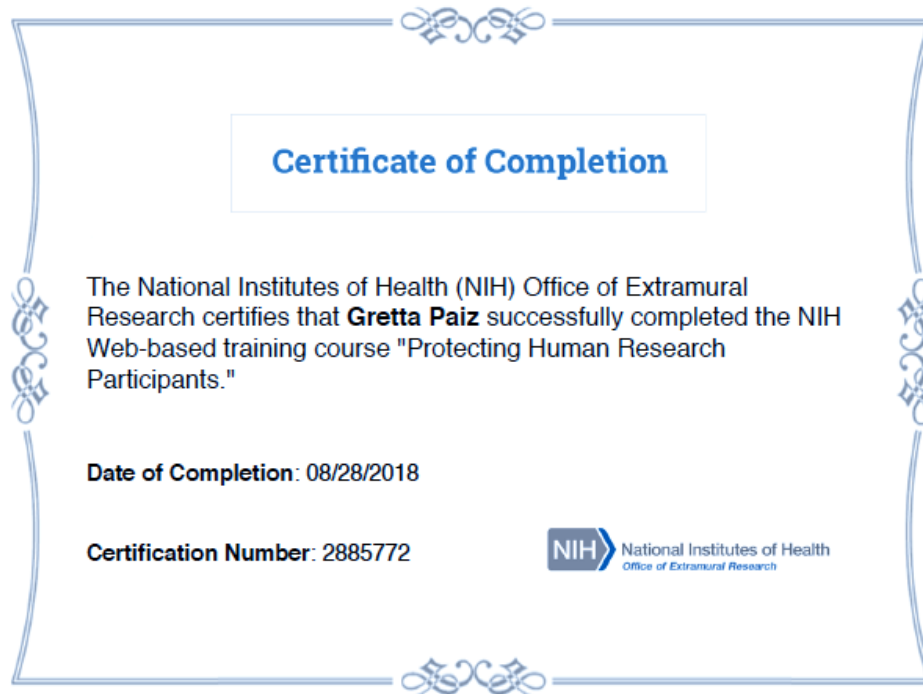 Certificate of Completion
The National Institutes of Health (NIH) Office of Extramural
Research certifies that Gretta Paiz successfully completed the NIH
Web-based training course "Protecting Human Research
Participants."
Date of Completion: 08/28/2018
Certification Number: 2885772
NIH National Institutes of Health
Office of Extramural Research